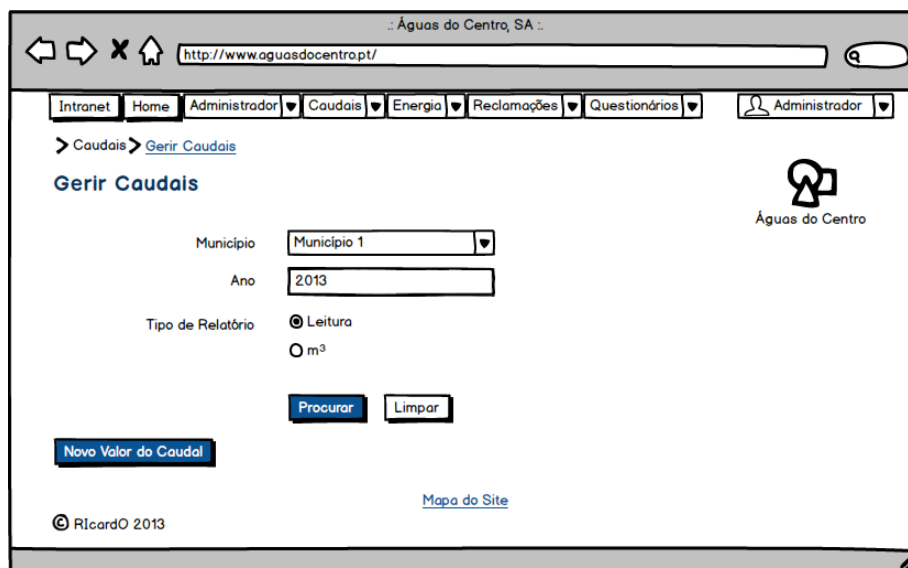 .: Águas do Centro, SA :.
http://www.aguasdocentro.pt/
Intranet Home Administrador Caudais Energia Reclamações Questionários Administrador
Caudais Gerir Caudais
Gerir Caudais
Águas do Centro
Município Município 1
Ano 2013
Tipo de Relatório Leitura
m³
Procurar Limpar
Novo Valor do Caudal
Mapa do Site
© RIcardO 2013